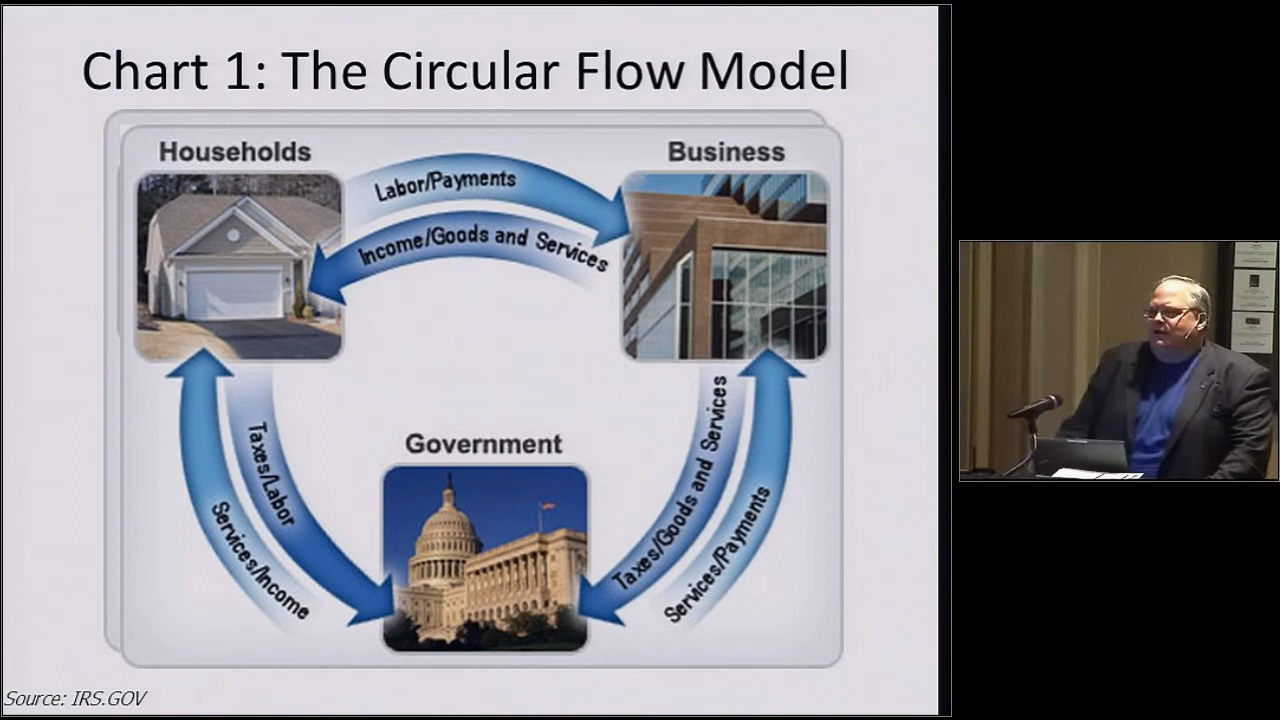 Chart 1: The Circular Flow Model
Households
Business
Labor/Payments
Income/Goods and Services
Government
Taxes/Labor
Services/Income
Taxes/Goods and Services
Services/Payments
Source: IRS.GOV